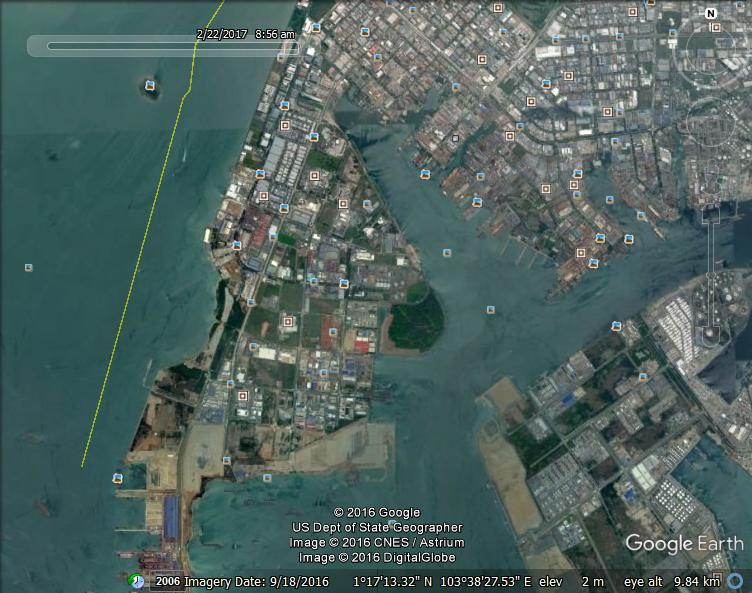 2/22/2017 8:56 am
N
© 2016 Google
US Dept of State Geographer
Image © 2016 CNES / Astrium
Image © 2016 DigitalGlobe
Google Earth
2006 Imagery Date: 9/18/2016 1°17'13.32" N 103°38'27.53" E elev 2 m eye alt 9.84 km